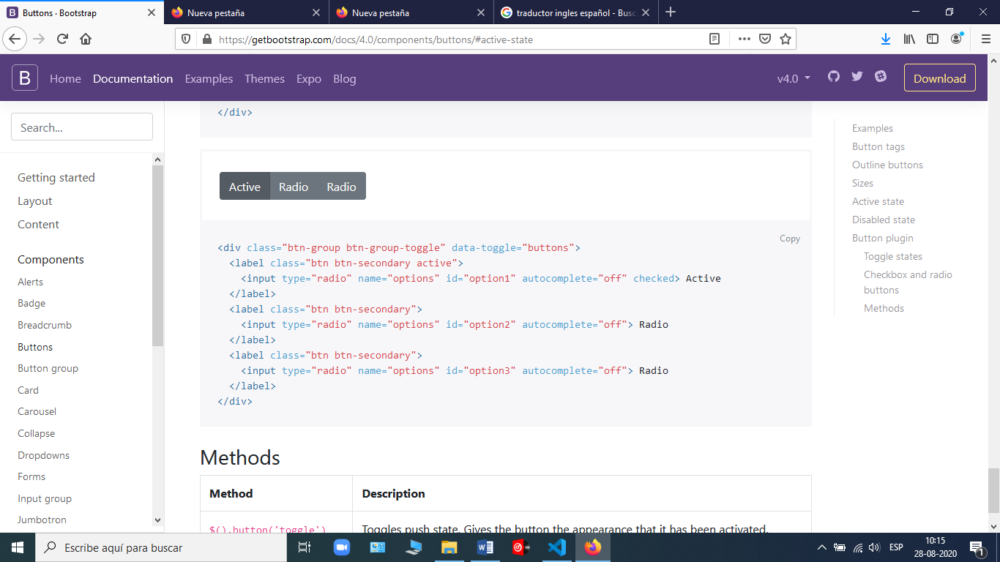 Buttons · Bootstrap
Nueva pestaña
Nueva pestaña
traductor ingles español - Busc
https://getbootstrap.com/docs/4.0/components/buttons/#active-state
B
Home
Documentation
Examples
Themes
Expo
Blog
v4.0
Download
Search...
Getting started
Layout
Content
Components
Alerts
Badge
Breadcrumb
Buttons
Button group
Card
Carousel
Collapse
Dropdowns
Forms
Input group
Jumbotron
</div>
Active
Radio
Radio
Copy
<div class="btn-group btn-group-toggle" data-toggle="buttons">
<label class="btn btn-secondary active">
<input type="radio" name="options" id="option1" autocomplete="off" checked> Active
</label>
<label class="btn btn-secondary">
<input type="radio" name="options" id="option2" autocomplete="off"> Radio
</label>
<label class="btn btn-secondary">
<input type="radio" name="options" id="option3" autocomplete="off"> Radio
</label>
</div>
Methods
Method
Description
$().button('toggle')
Toggles push state. Gives the button the appearance that it has been activated.
Examples
Button tags
Outline buttons
Sizes
Active state
Disabled state
Button plugin
Toggle states
Checkbox and radio
buttons
Methods
Escribe aquí para buscar
ESP
10:15
28-08-2020
1